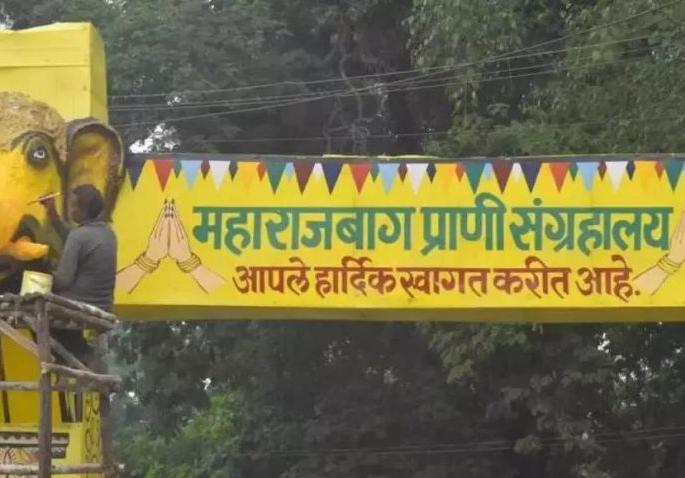 महाराजबाग प्राणी संग्रहालय
आपले हार्दिक स्वागत करीत आहे.